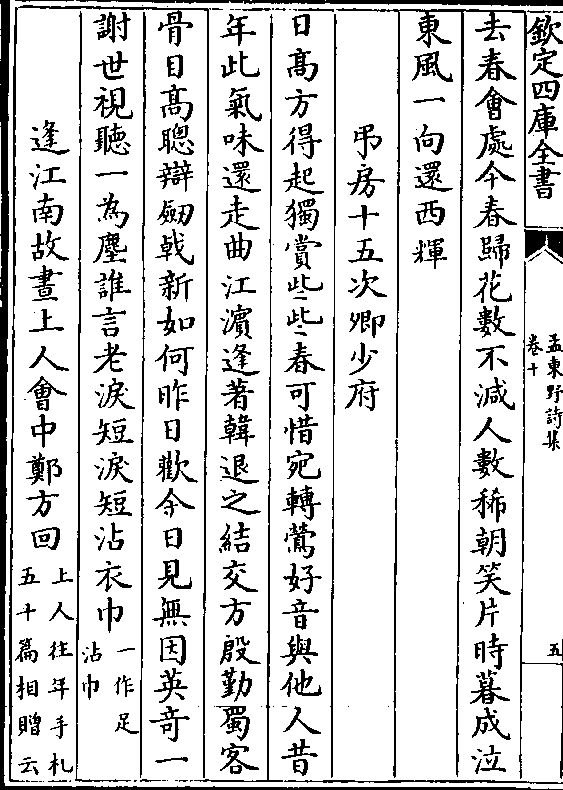 欽定四庫全書
孟東野詩集
卷十
五
去春會處今春歸花數不減人數稀朝笑片時暮成泣
東風一向還西輝
弔房十五次卿少府
日髙方得起獨賞些些春可惜宛轉鶯好音與他人昔
年此氣味還走曲江濵逢著韓退之結交方殷勤蜀客
骨目髙聰辯劒戟新如何昨日歡余日見無因英竒一
謝世視聽一為塵誰言老淚短淚短沾衣巾
一作足
沾巾
逢江南故晝上人會中鄭方回
上人往年手札
五十篇相贈云